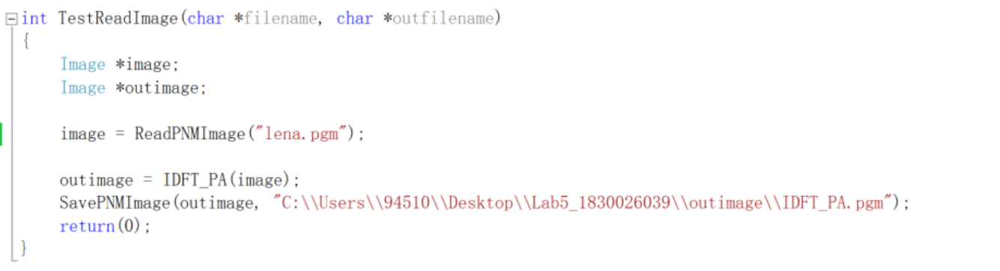 int TestReadImage(char *filename, char *outfilename)
{
Image *image;
Image *outimage;
image = ReadPNMImage("lena.pgm");
outimage = IDFT_PA(image);
SavePNMImage(outimage, "C:\\Users\\94510\\Desktop\\Lab5_1830026039\\outimage\\IDFT_PA.pgm");
return(0);
}